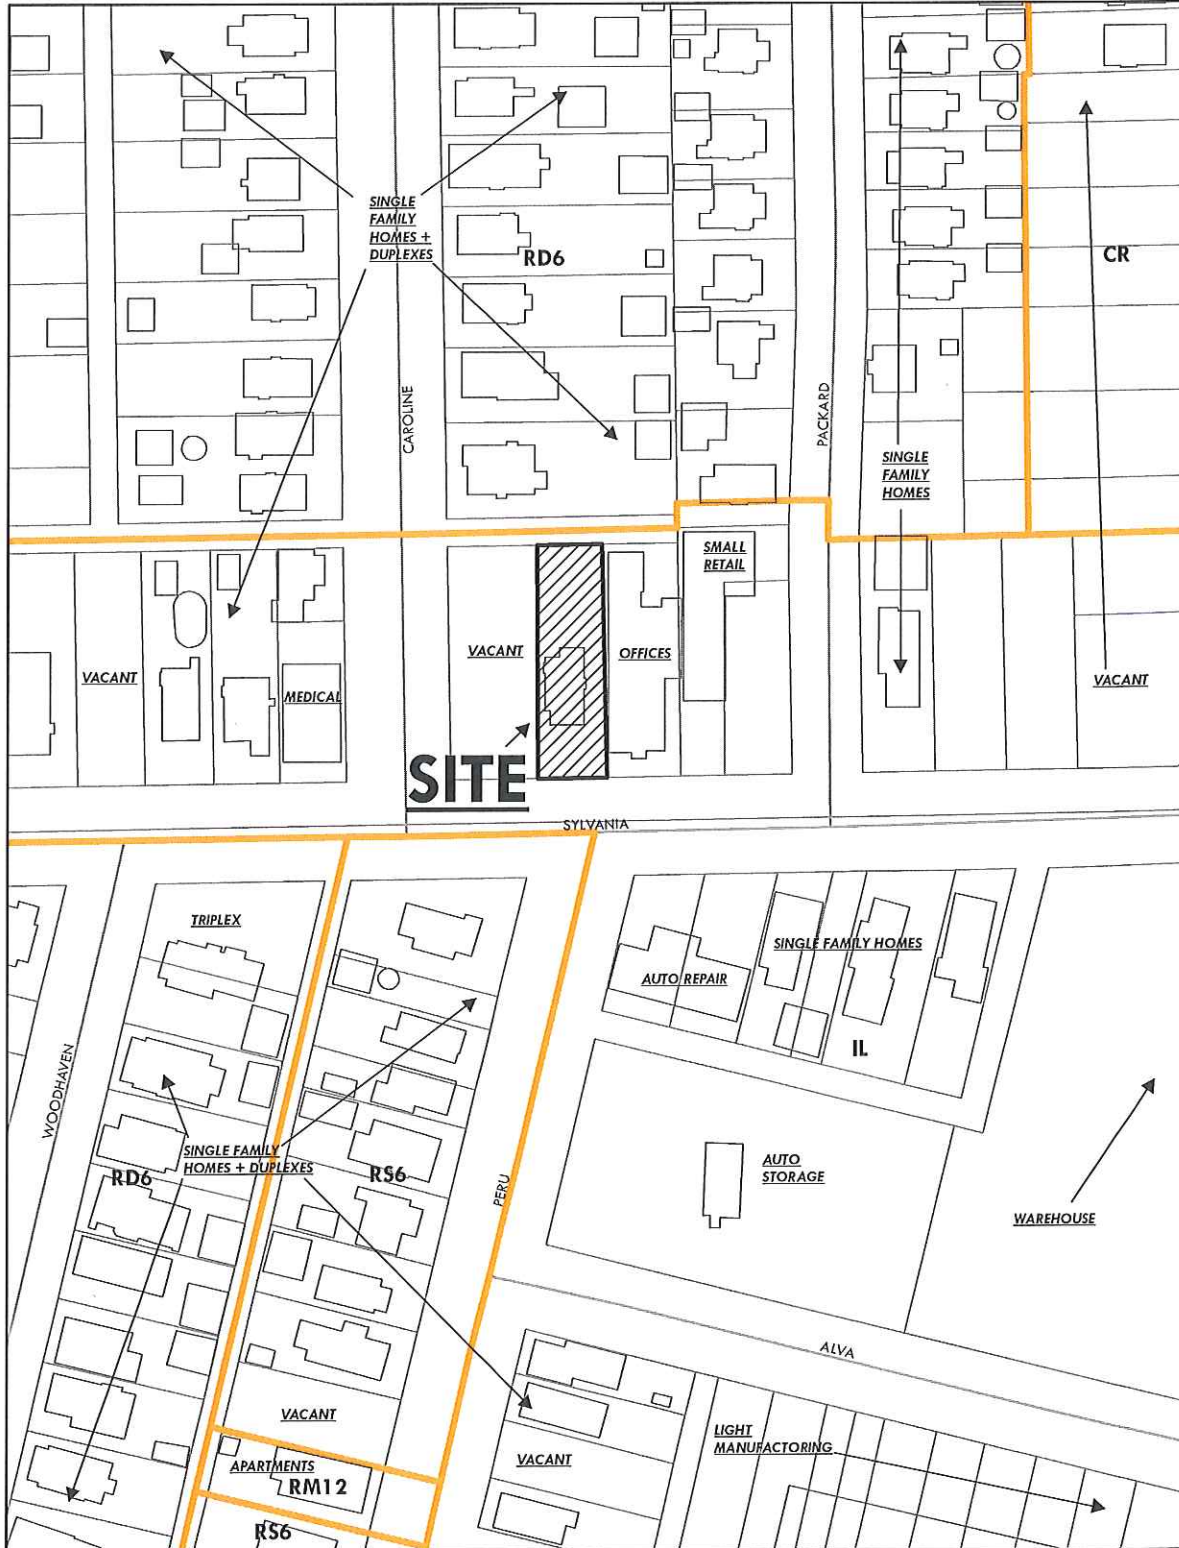 SINGLE
FAMILY
HOMES +
DUPLEXES
RD6
CR
CAROLINE
PACKARD
SINGLE
FAMILY
HOMES
SMALL
RETAIL
VACANT
MEDICAL
VACANT
OFFICES
VACANT
SITE
SYLVANIA
TRIPLEX
SINGLE FAMILY HOMES
AUTO REPAIR
IL
WOODHAVEN
SINGLE FAMILY
HOMES + DUPLEXES
RD6
RS6
PERU
AUTO
STORAGE
WAREHOUSE
ALVA
VACANT
LIGHT
MANUFACTORING
VACANT
APARTMENTS
RM12
RS6